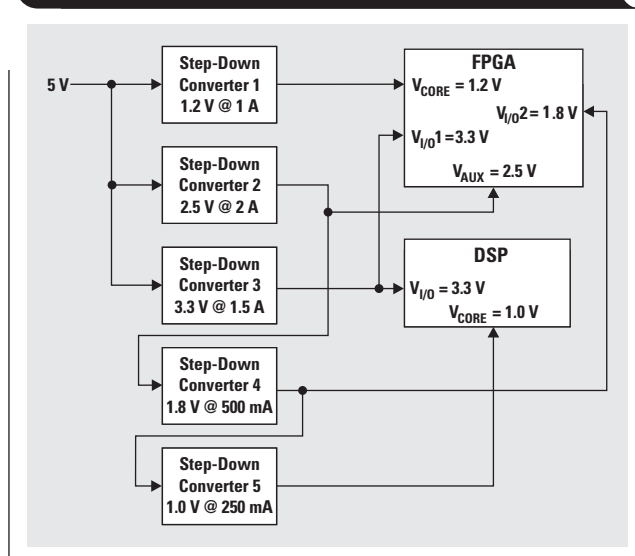 5 V
Step-Down
Converter 1
1.2 V @ 1 A
Step-Down
Converter 2
2.5 V @ 2 A
Step-Down
Converter 3
3.3 V @ 1.5 A
Step-Down
Converter 4
1.8 V @ 500 mA
Step-Down
Converter 5
1.0 V @ 250 mA
FPGA
VCORE = 1.2 V
VI/O2 = 1.8 V
VI/O1 = 3.3 V
VAUX = 2.5 V
DSP
VI/O = 3.3 V
VCORE = 1.0 V